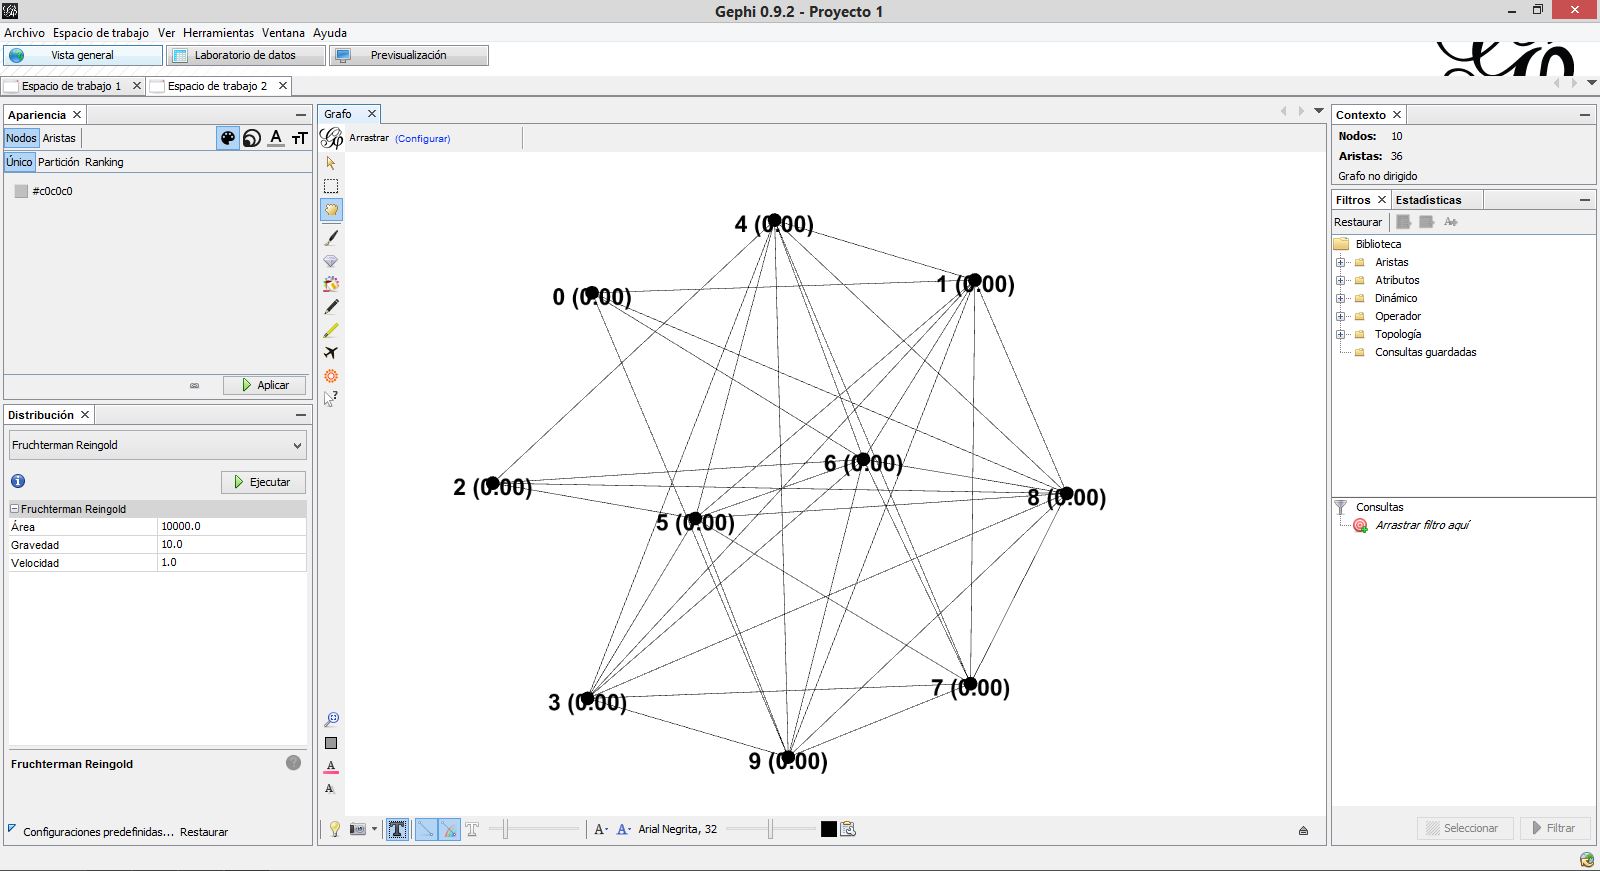 Gephi 0.9.2 - Proyecto 1
Archivo Espacio de trabajo Ver Herramientas Ventana Ayuda
Vista general Laboratorio de datos Previsualización
Espacio de trabajo 1 Espacio de trabajo 2
Apariencia
Nodos Aristas
Único Partición Ranking
#c0c0c0
Aplicar
Distribución
Fruchterman Reingold
Ejecutar
Fruchterman Reingold
Área 10000.0
Gravedad 10.0
Velocidad 1.0
Fruchterman Reingold
Configuraciones predefinidas... Restaurar
Grafo
Arrastrar (Configurar)
4 (0.00)
1 (0.00)
0 (0.00)
6 (0.00)
2 (0.00)
8 (0.00)
5 (0.00)
7 (0.00)
3 (0.00)
9 (0.00)
Arial Negrita, 32
Contexto
Nodos: 10
Aristas: 36
Grafo no dirigido
Filtros Estadísticas
Restaurar
Biblioteca
Aristas
Atributos
Dinámico
Operador
Topología
Consultas guardadas
Consultas
Arrastrar filtro aquí
Seleccionar Filtrar